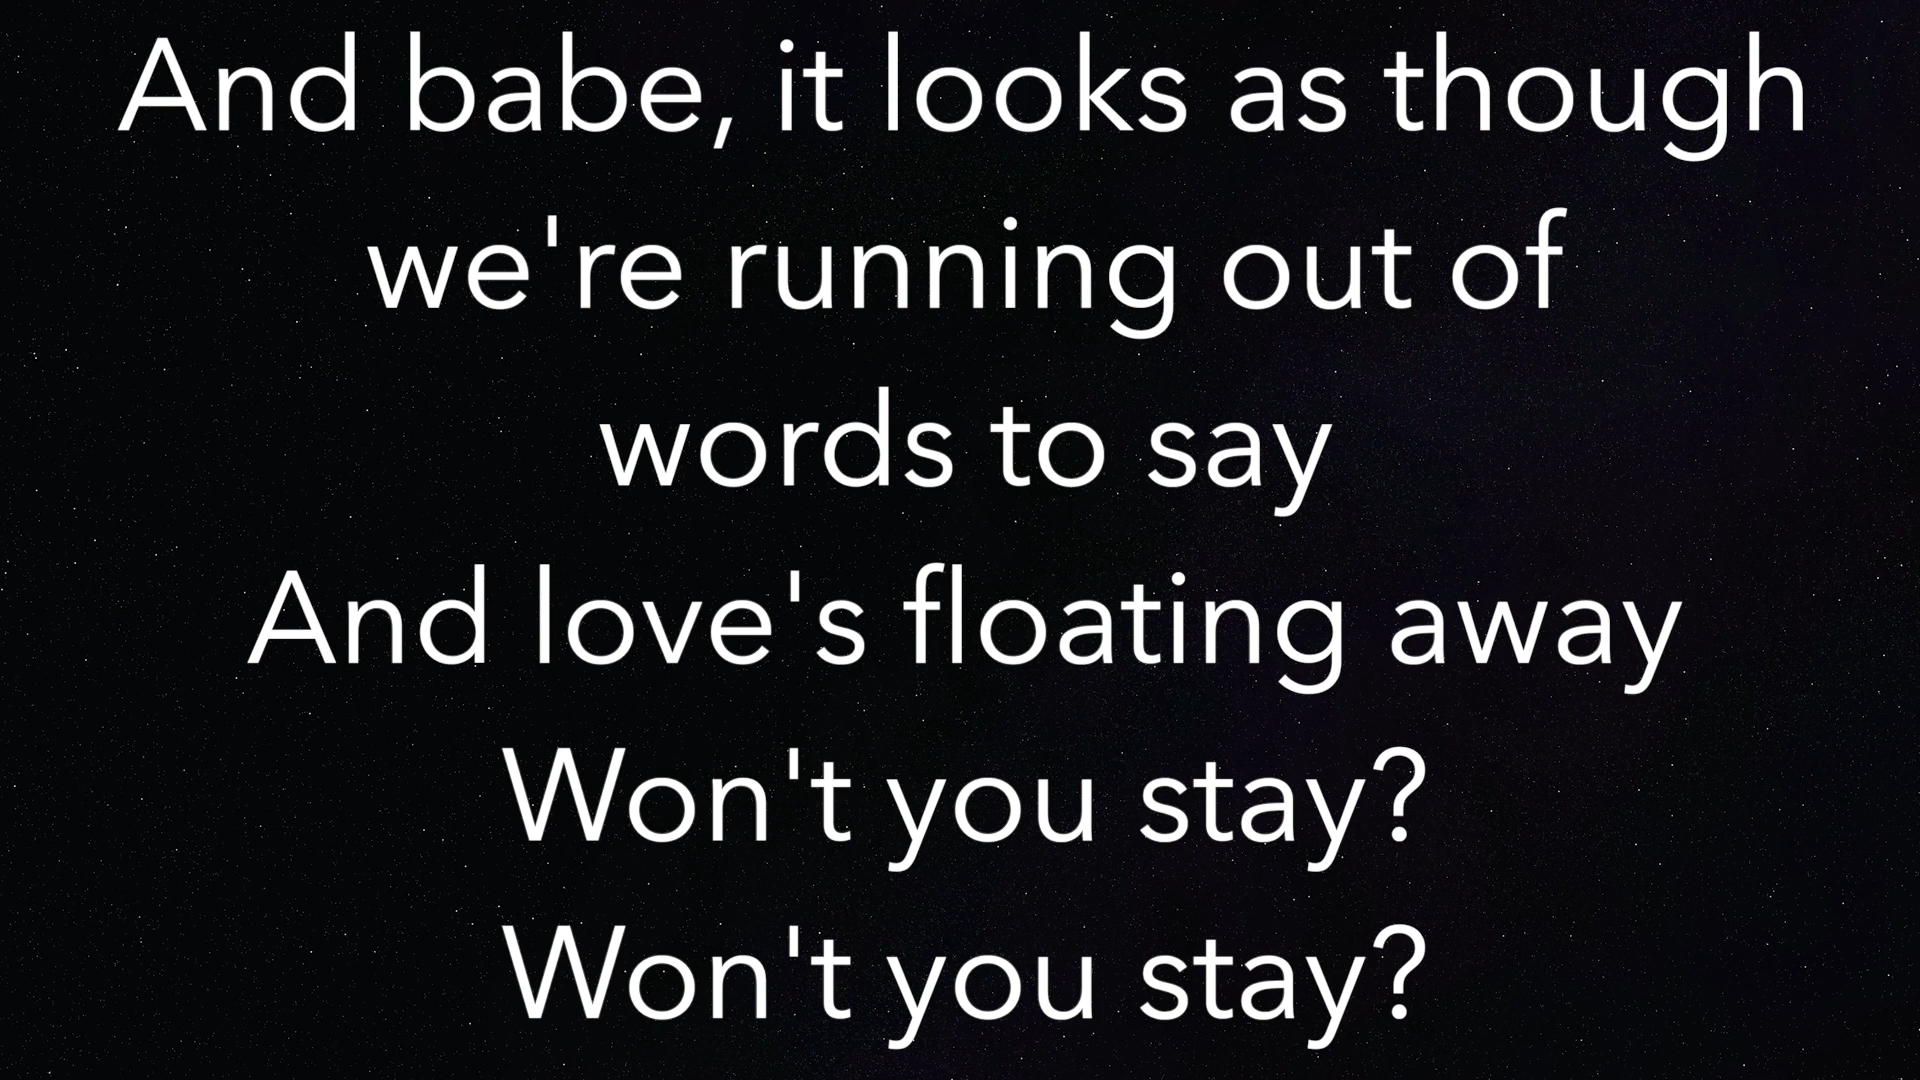 And babe, it looks as though
we're running out of
words to say
And love's floating away
Won't you stay?
Won't you stay?